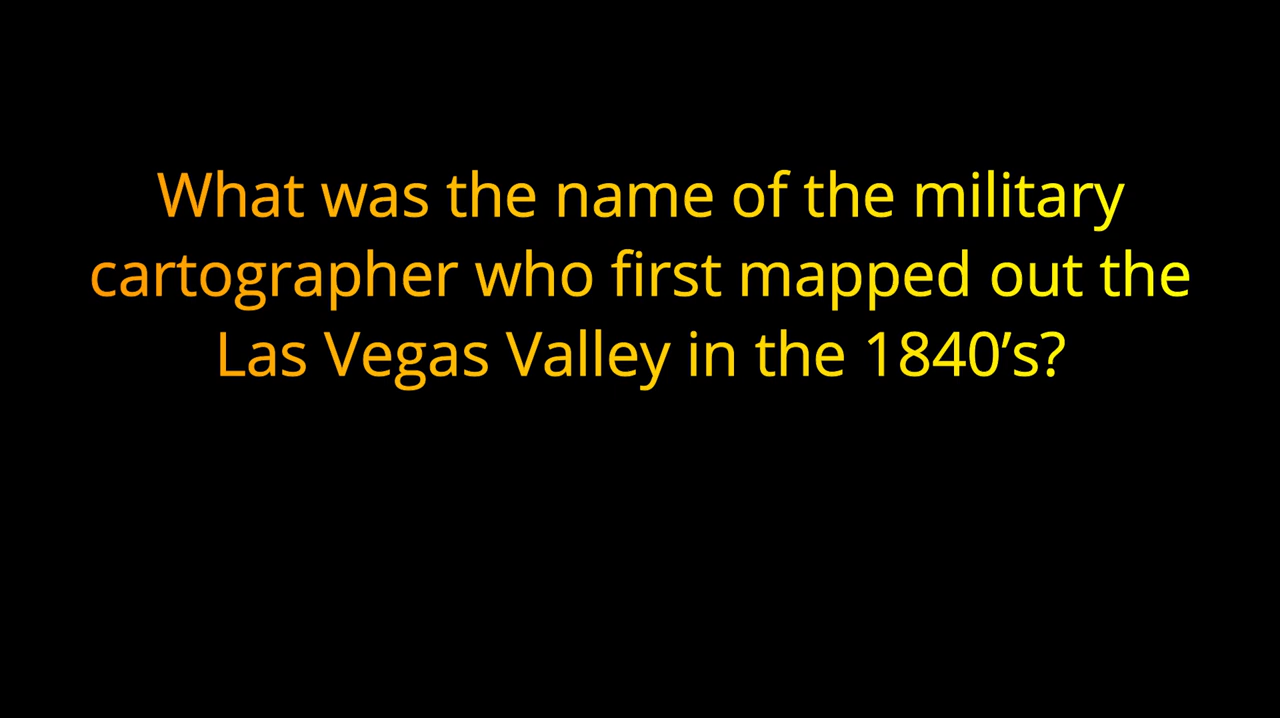 What was the name of the military
cartographer who first mapped out the
Las Vegas Valley in the 1840’s?